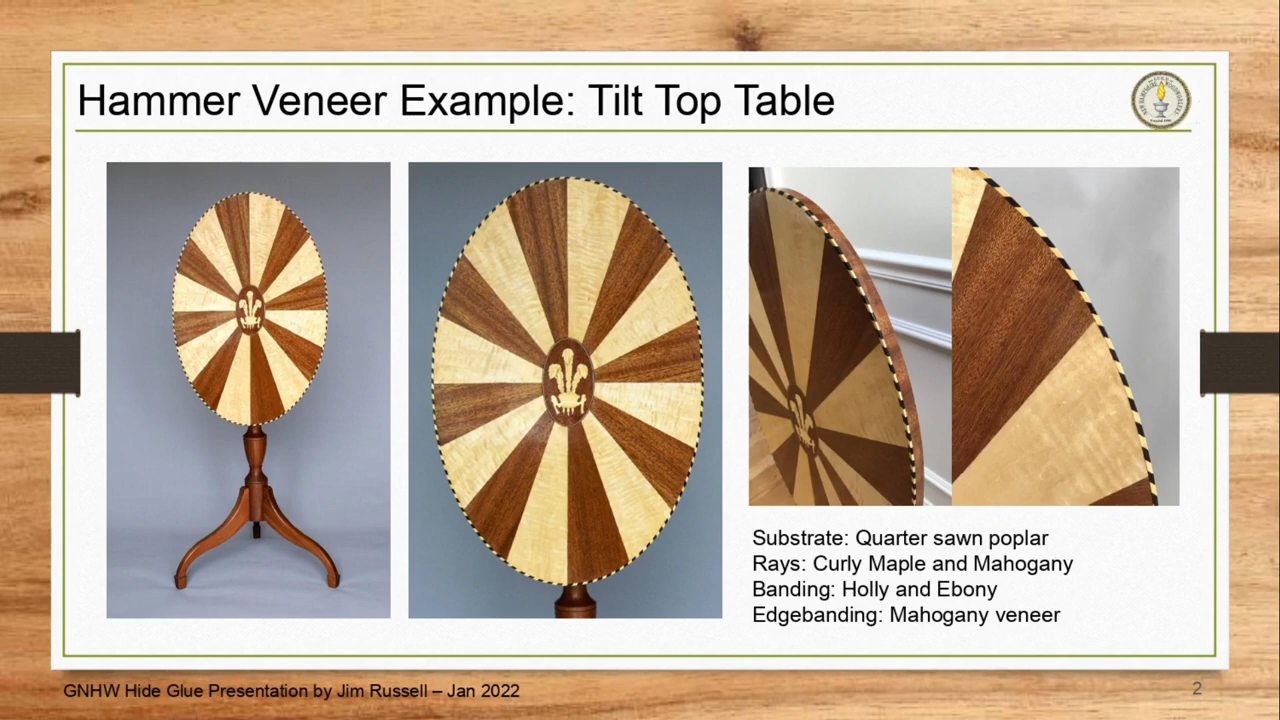 Hammer Veneer Example: Tilt Top Table
Substrate: Quarter sawn poplar
Rays: Curly Maple and Mahogany
Banding: Holly and Ebony
Edgebanding: Mahogany veneer
GNHW Hide Glue Presentation by Jim Russell – Jan 2022
2